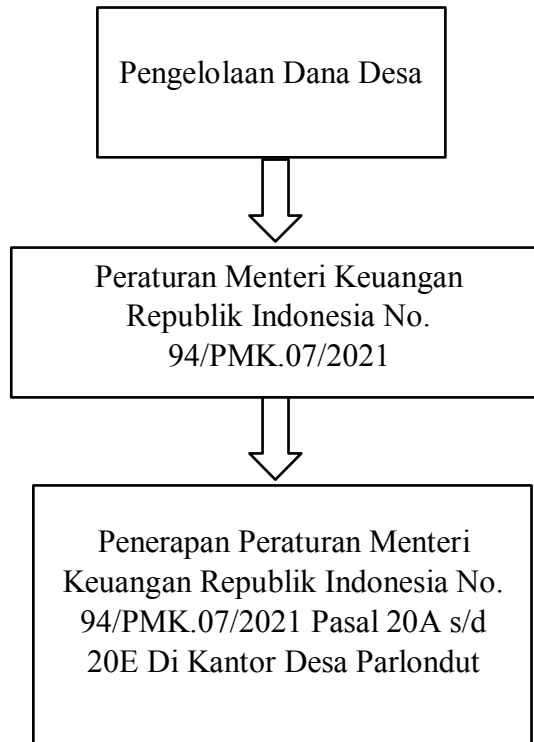 Pengelolaan Dana Desa
Peraturan Menteri Keuangan
Republik Indonesia No.
94/PMK.07/2021
Penerapan Peraturan Menteri
Keuangan Republik Indonesia No.
94/PMK.07/2021 Pasal 20A s/d
20E Di Kantor Desa Parlondut